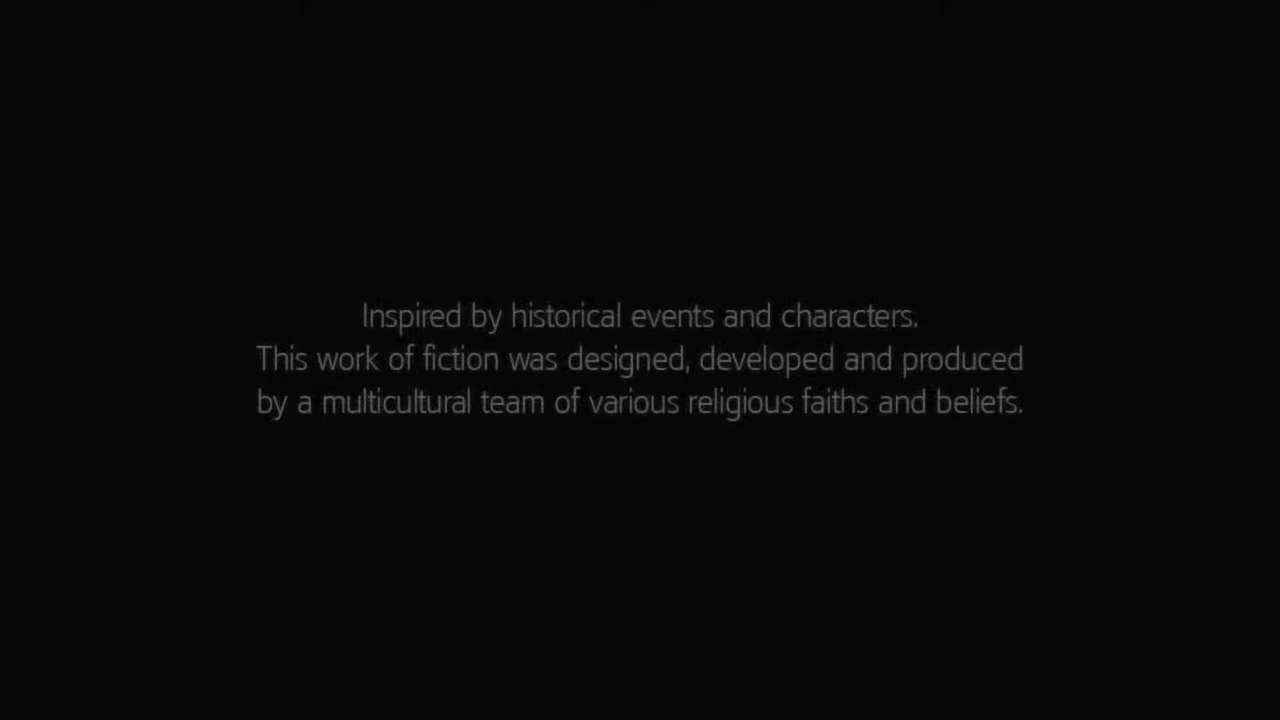 Inspired by historical events and characters.
This work of fiction was designed, developed and produced
by a multicultural team of various religious faiths and beliefs.